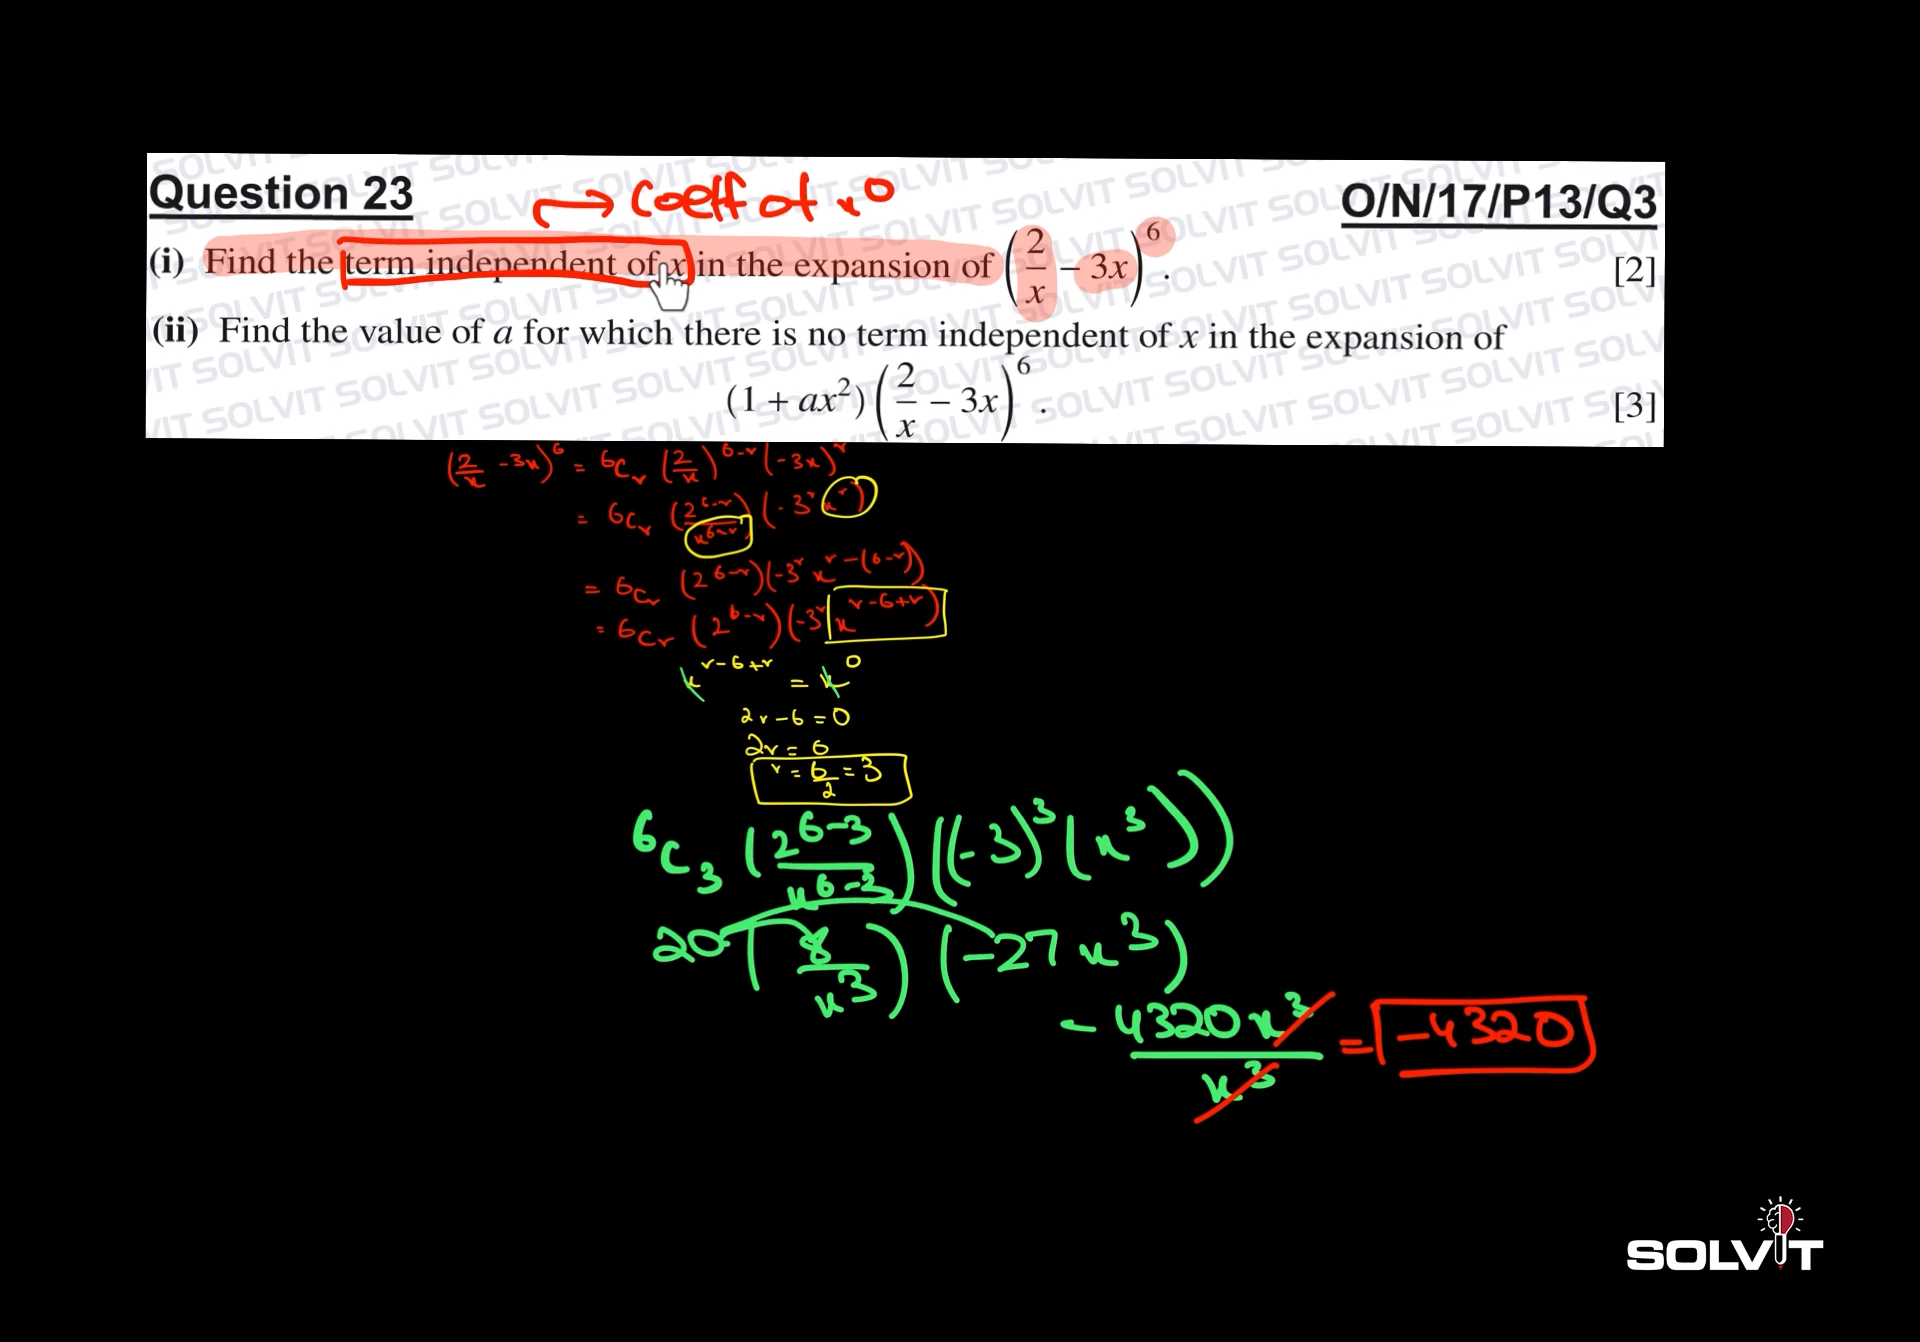 Question 23
→ Coeff of x⁰
O/N/17/P13/Q3
(i) Find the term independent of x in the expansion of (2/x − 3x)⁶. [2]
(ii) Find the value of a for which there is no term independent of x in the expansion of
(1 + ax²)(2/x − 3x)⁶. [3]
(2/x - 3x)⁶ = 6Cr (2/x)^(6-r) (-3x)^r
= 6Cr (2^(6-r)/x^(6-r)) (-3^r x^r)
= 6Cr (2^(6-r)) (-3^r x^(r-(6-r)))
= 6Cr (2^(6-r)) (-3^r x^(r-6+r))
x^(r-6+r) = x^0
2r-6=0
2r=6
r = 6/2 = 3
6C3 (2^(6-3)/x^(6-3)) ((-3)³(x³))
20 (8/x³) (-27x³)
-4320x³/x³ = -4320
SOLVIT